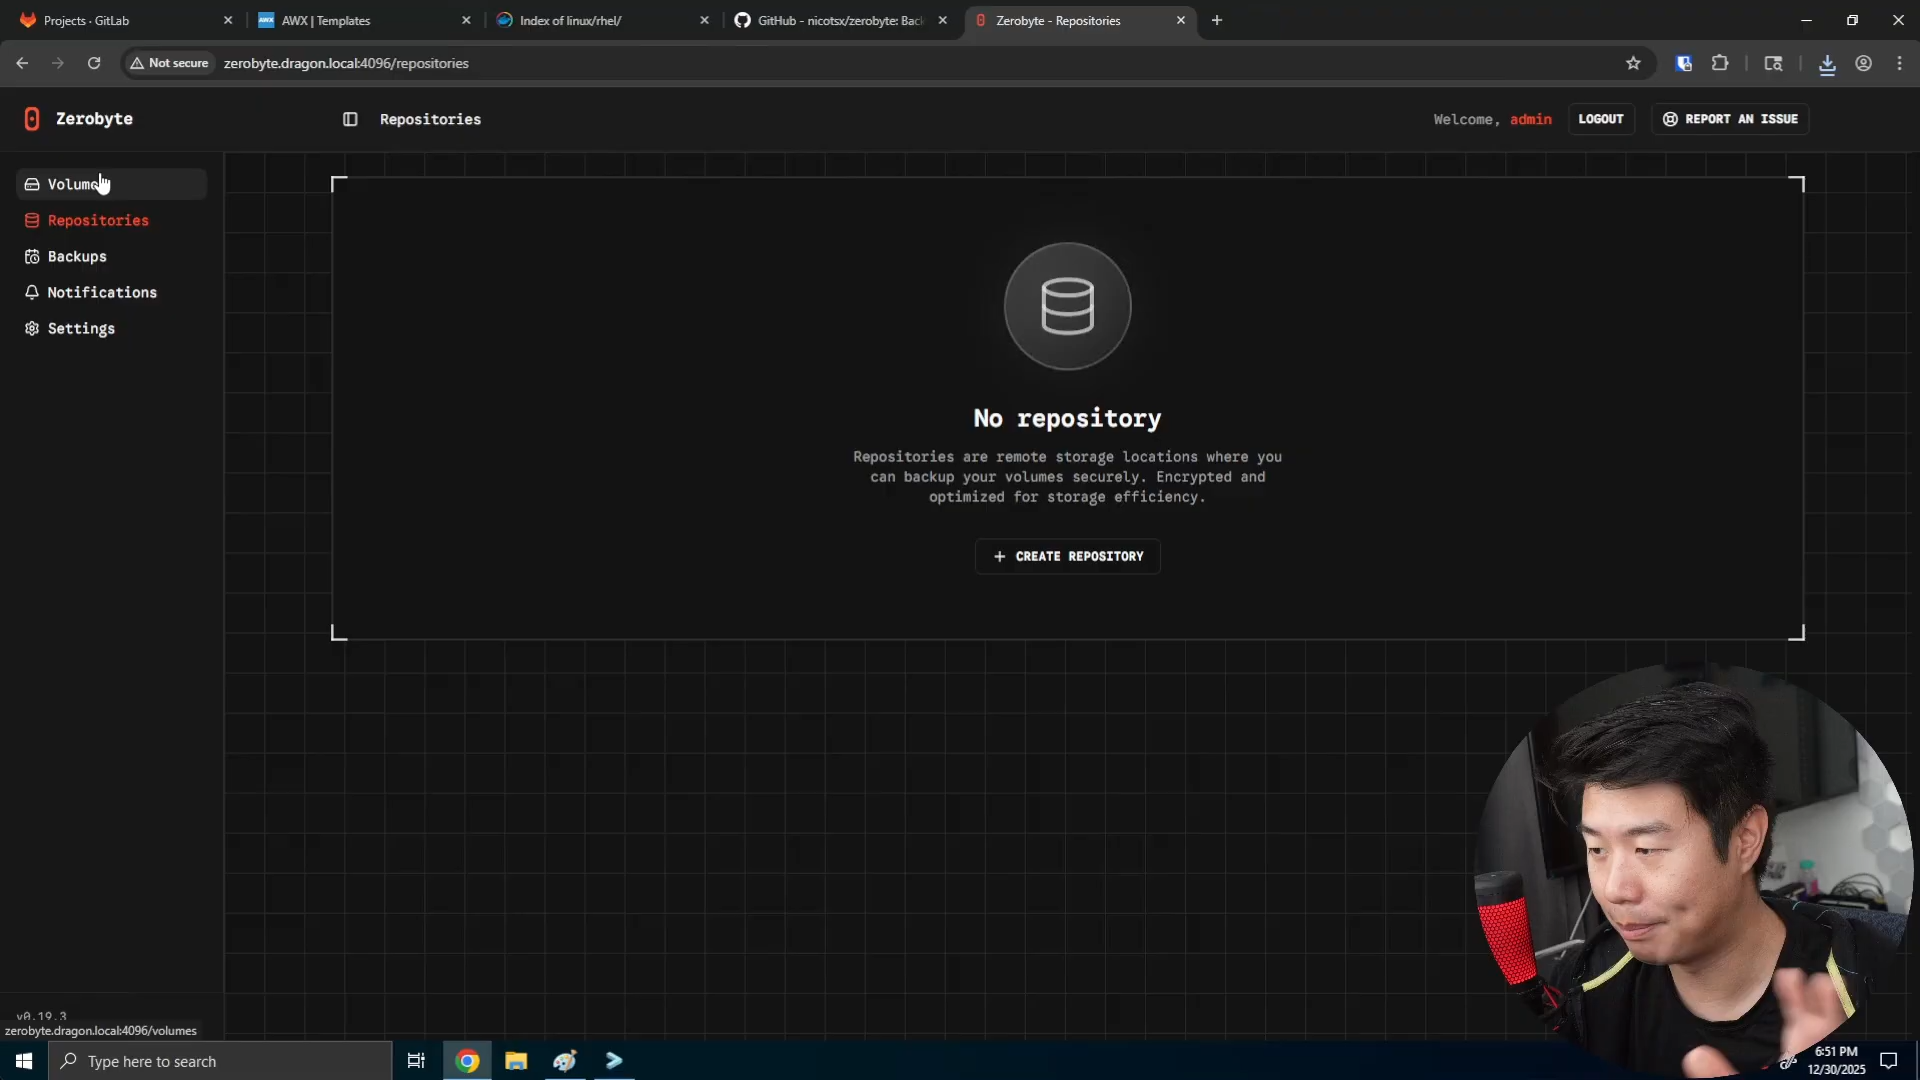 Projects · GitLab
AWX | Templates
Index of linux/rhel/
GitHub - nicotsx/zerobyte: Back
Zerobyte - Repositories
Not secure
zerobyte.dragon.local:4096/repositories
Zerobyte
Repositories
Welcome, admin
LOGOUT
REPORT AN ISSUE
Volume
Repositories
Backups
Notifications
Settings
No repository
Repositories are remote storage locations where you
can backup your volumes securely. Encrypted and
optimized for storage efficiency.
+ CREATE REPOSITORY
v0.19.3
zerobyte.dragon.local:4096/volumes
Type here to search
6:51 PM
12/30/2025